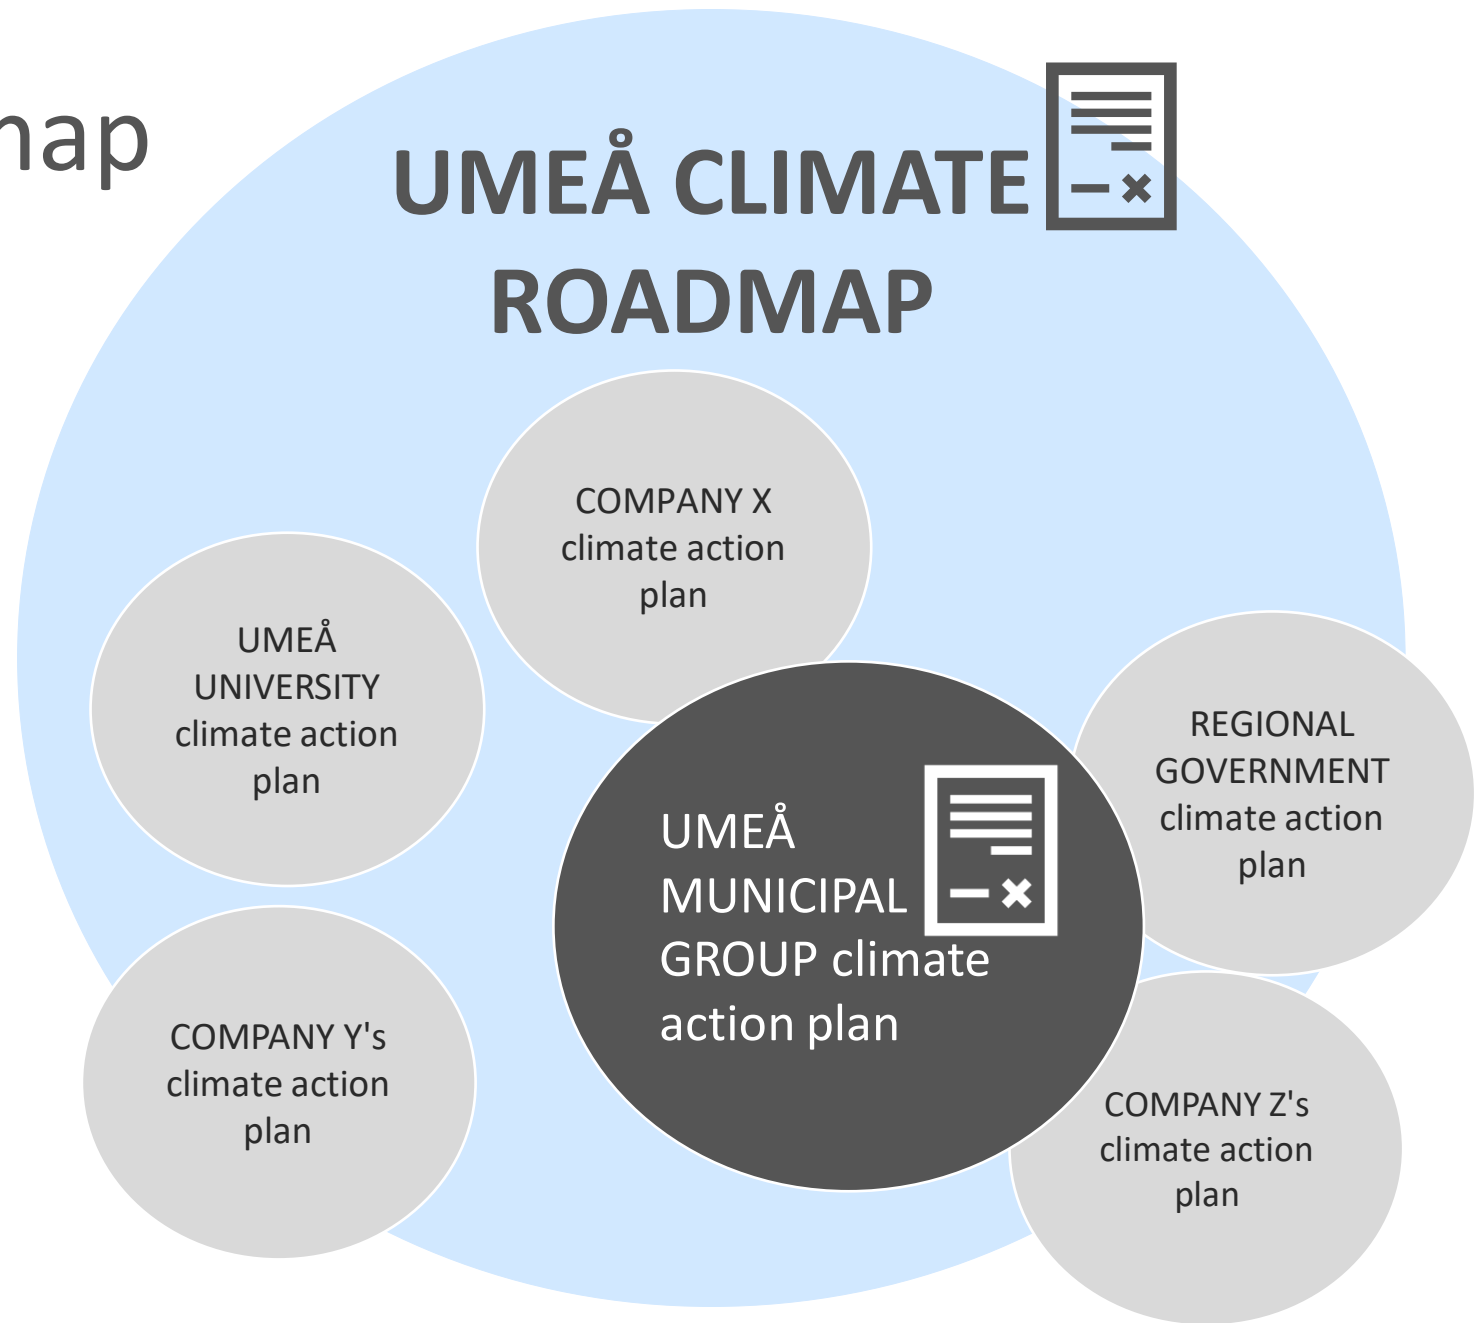 map
UMEÅ CLIMATE
ROADMAP
COMPANY X
climate action
plan
UMEÅ
UNIVERSITY
climate action
plan
REGIONAL
GOVERNMENT
climate action
plan
UMEÅ
MUNICIPAL
GROUP climate
action plan
COMPANY Y's
climate action
plan
COMPANY Z's
climate action
plan